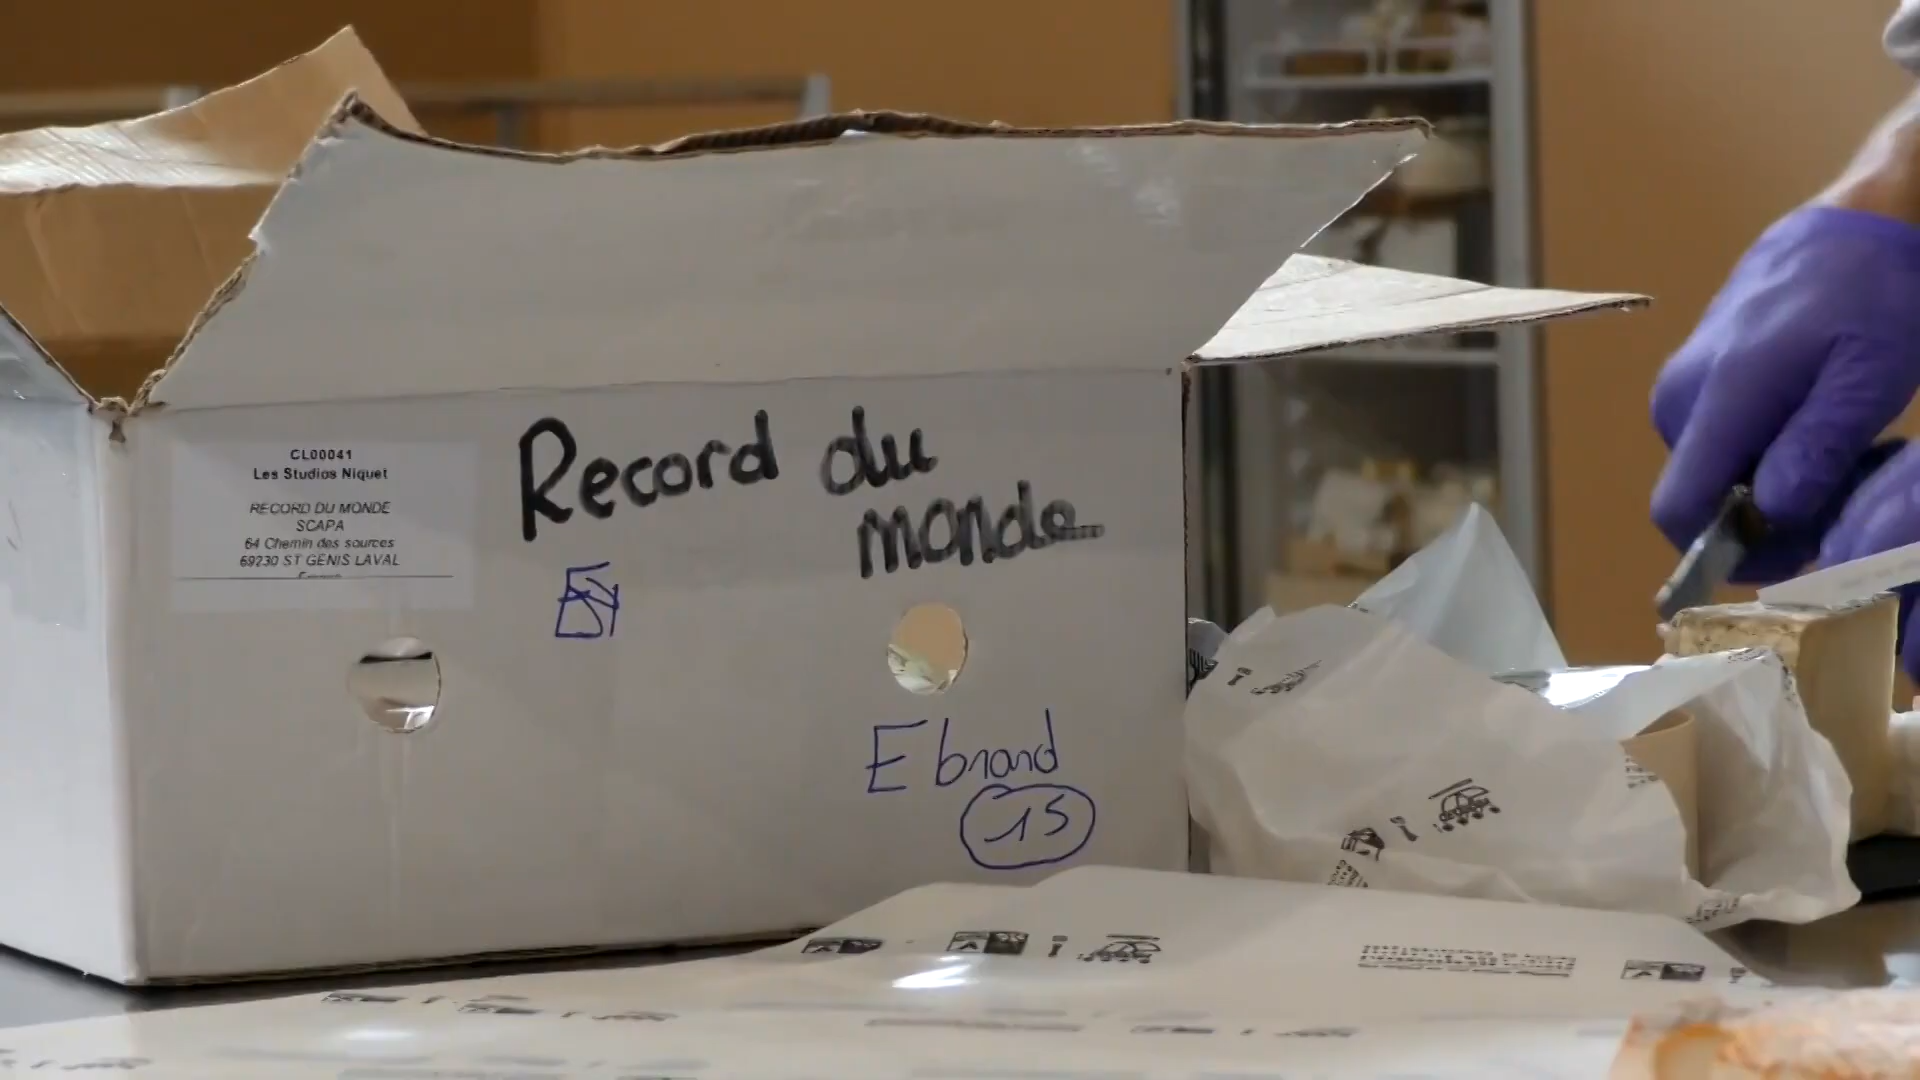 CL00041
Les Studios Niquet
RECORD DU MONDE
SCAPA
64 Chemin des sources
69230 ST GENIS LAVAL
Record du
monde
Ebrard
15